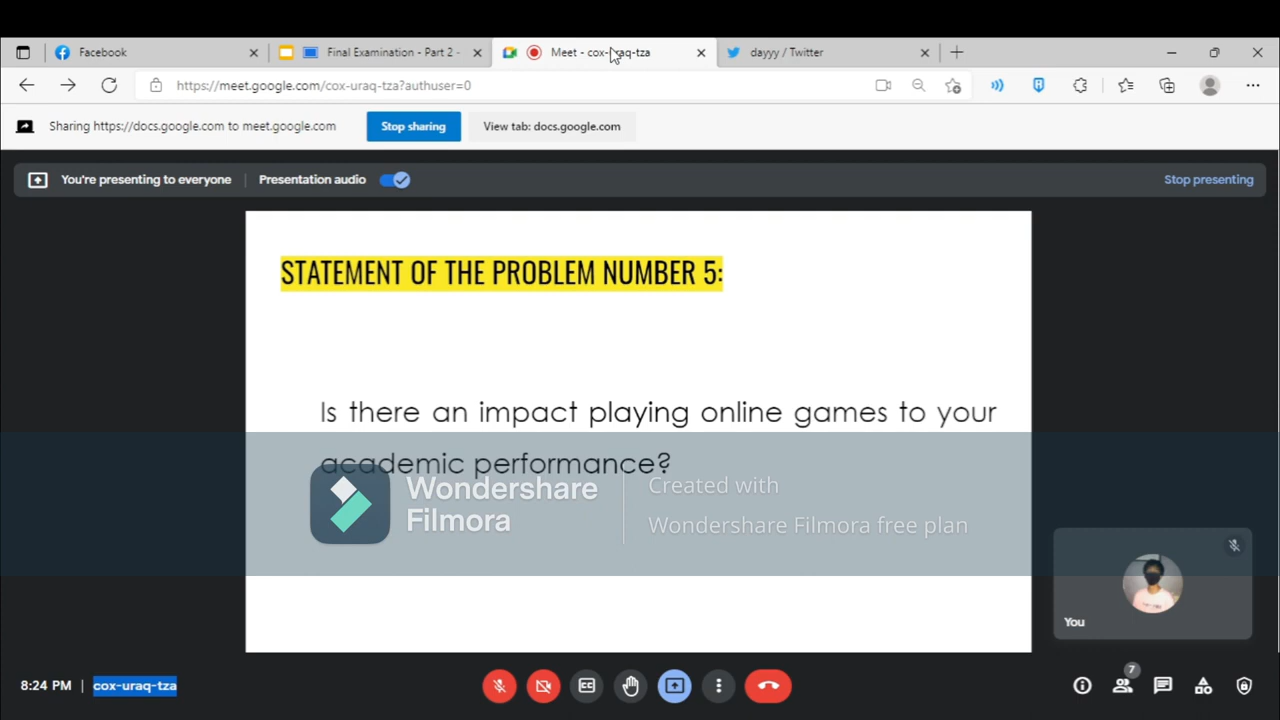 Facebook
Final Examination - Part 2 -
Meet - cox-uraq-tza
dayyy / Twitter
https://meet.google.com/cox-uraq-tza?authuser=0
Sharing https://docs.google.com to meet.google.com
Stop sharing
View tab: docs.google.com
You're presenting to everyone
Presentation audio
Stop presenting
STATEMENT OF THE PROBLEM NUMBER 5:
Is there an impact playing online games to your
academic performance?
Wondershare
Filmora
Created with
Wondershare Filmora free plan
You
8:24 PM | cox-uraq-tza
CC
7